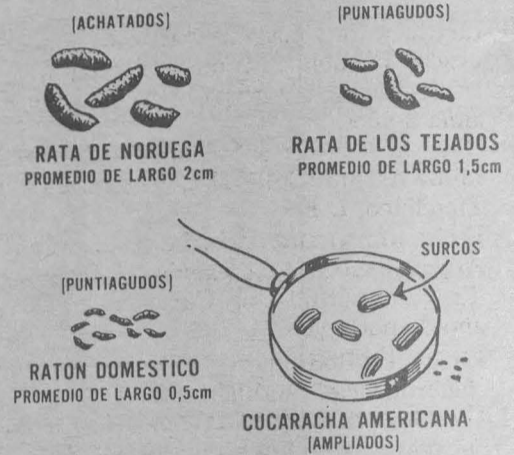 (ACHATADOS)
RATA DE NORUEGA
PROMEDIO DE LARGO 2cm
(PUNTIAGUDOS)
RATA DE LOS TEJADOS
PROMEDIO DE LARGO 1,5cm
(PUNTIAGUDOS)
RATON DOMESTICO
PROMEDIO DE LARGO 0,5cm
SURCOS
CUCARACHA AMERICANA
(AMPLIADOS)